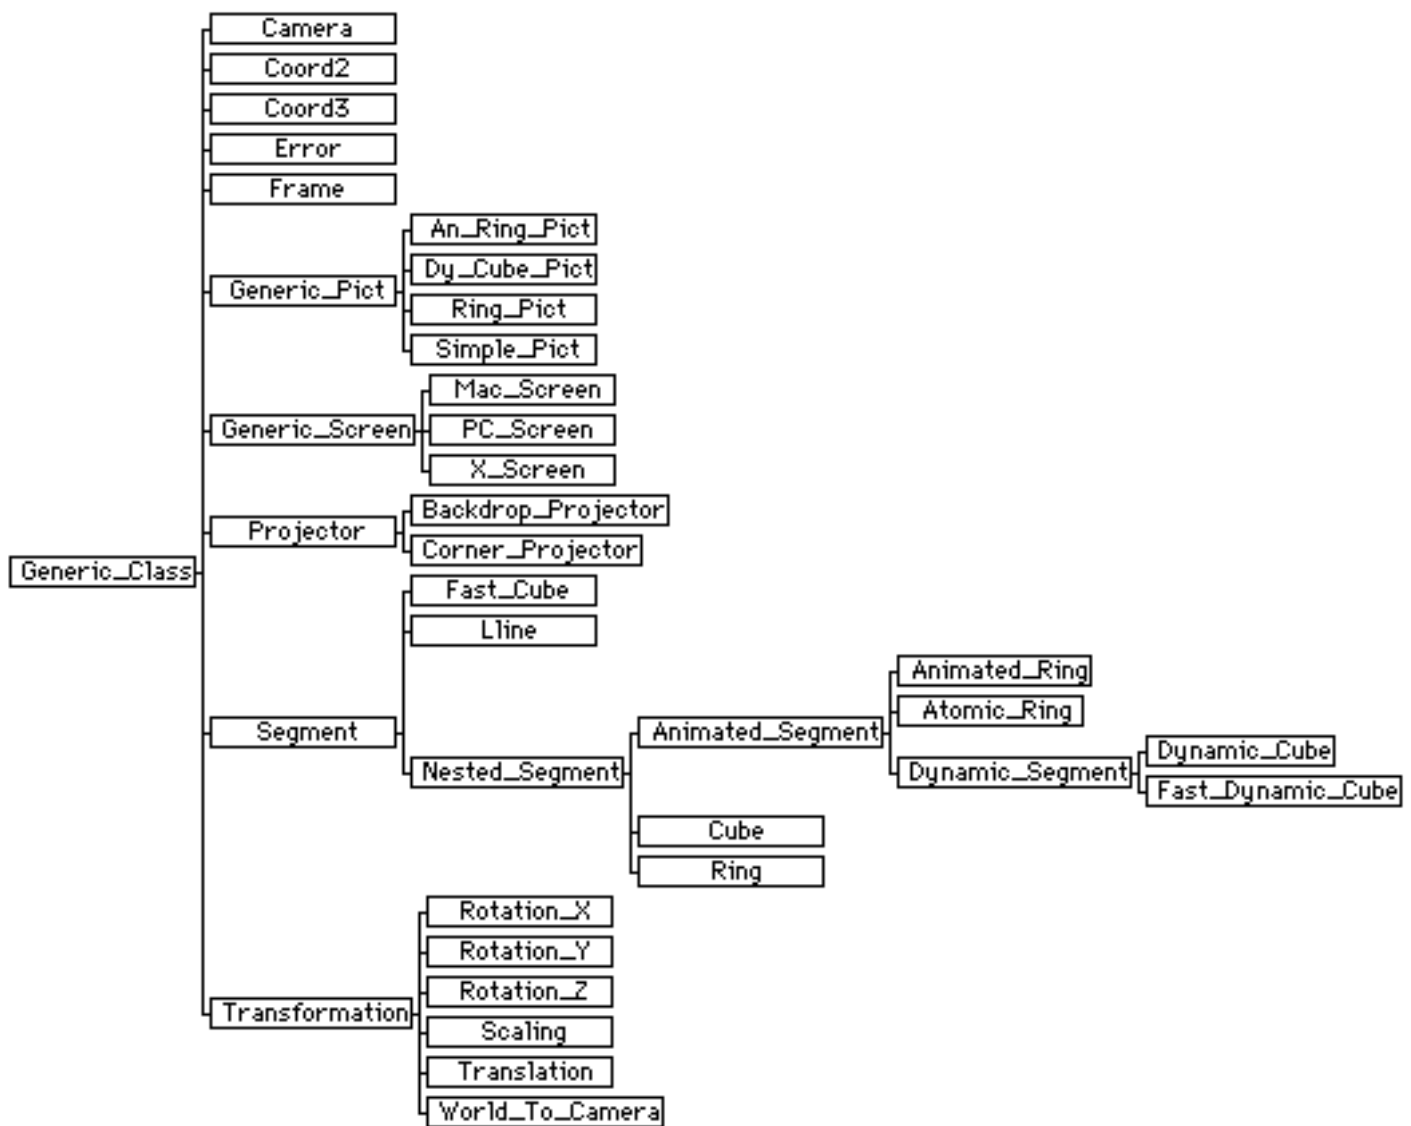 Camera
Coord2
Coord3
Error
Frame
An_Ring_Pict
Dy_Cube_Pict
Generic_Pict
Ring_Pict
Simple_Pict
Mac_Screen
Generic_Screen
PC_Screen
X_Screen
Backdrop_Projector
Projector
Corner_Projector
Generic_Class
Fast_Cube
Lline
Animated_Ring
Atomic_Ring
Segment
Animated_Segment
Dynamic_Cube
Nested_Segment
Dynamic_Segment
Fast_Dynamic_Cube
Cube
Ring
Rotation_X
Rotation_Y
Rotation_Z
Transformation
Scaling
Translation
World_To_Camera